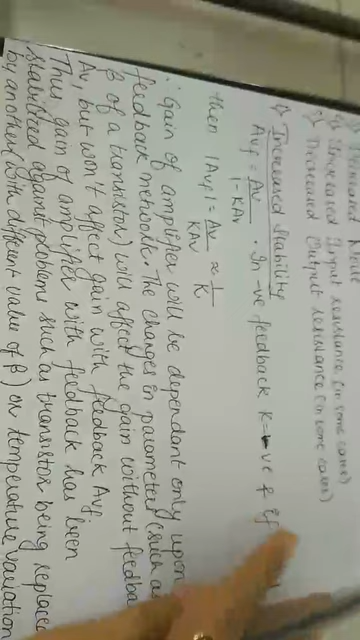 Increased
Increased Input resistance (in some cases)
Decreased Output resistance (in some cases)
Increased Stability
Avf = Av / 1 - KAv . In -ve feedback K = -ve & if
then |Avf| = Av / KAv ≈ 1 / K
∴ Gain of amplifier will be dependant only upon
feedback network. The changes in parameter (such as
β of a transistor) will affect the gain without feedba
Av, but won't affect gain with feedback Avf.
Thus gain of amplifier with feedback has been
stabilized against problems such as transistor being replace
by another (with different value of β) or temperature variation